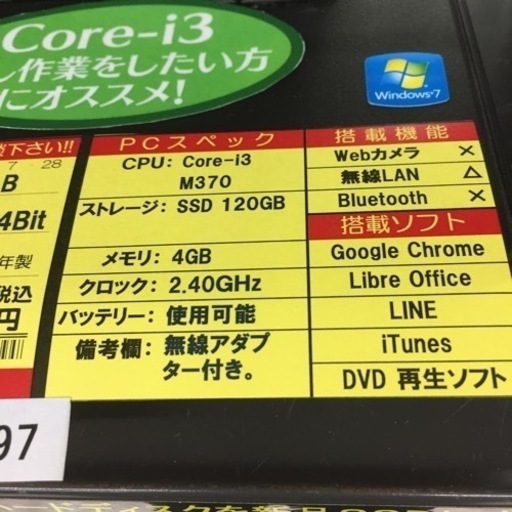 Core-i3
し作業をしたい方
にオススメ!
Windows 7
下さい!!
7 28
B
4Bit
年製
税込
円
97
PCスペック
CPU: Core-i3
M370
ストレージ: SSD 120GB
メモリ: 4GB
クロック: 2.40GHz
バッテリー: 使用可能
備考欄: 無線アダプ
ター付き。
搭載機能
Webカメラ ×
無線LAN △
Bluetooth ×
搭載ソフト
Google Chrome
Libre Office
LINE
iTunes
DVD 再生ソフト